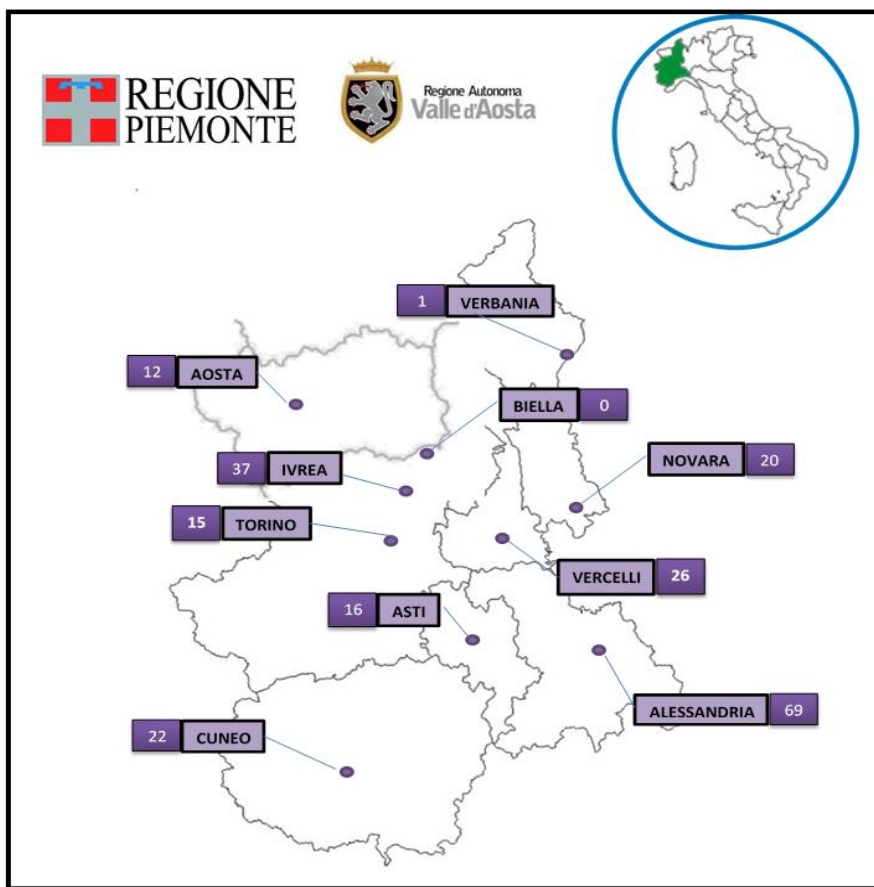 REGIONE
PIEMONTE
Regione Autonoma
Valle d'Aosta
1 VERBANIA
12 AOSTA
BIELLA 0
37 IVREA
NOVARA 20
15 TORINO
VERCELLI 26
16 ASTI
ALESSANDRIA 69
22 CUNEO